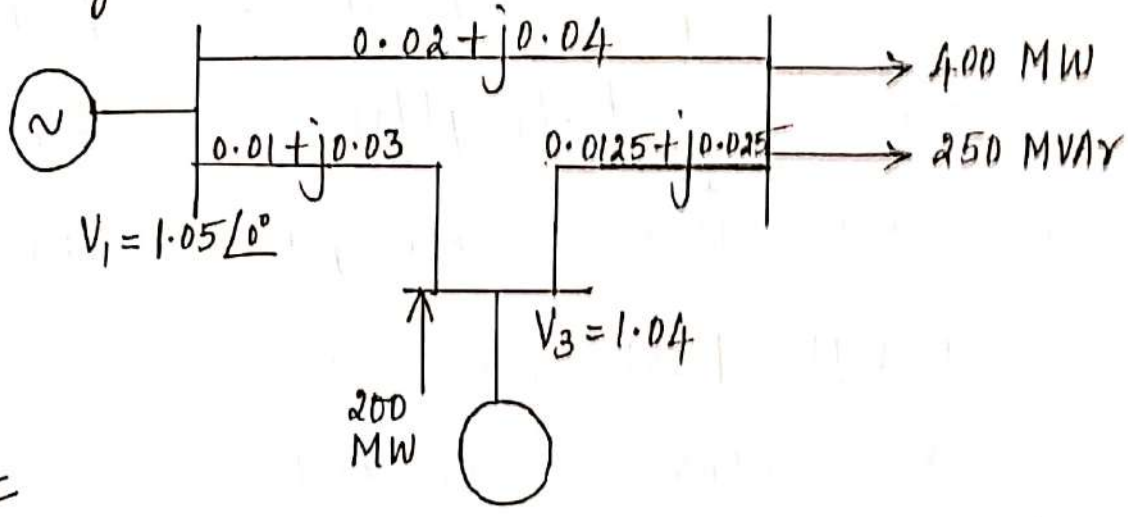 0.02+j0.04
400 MW
~
0.01+j0.03
0.0125+j0.025
250 MVAr
V₁ = 1.05∠0°
V₃ = 1.04
200
MW
=